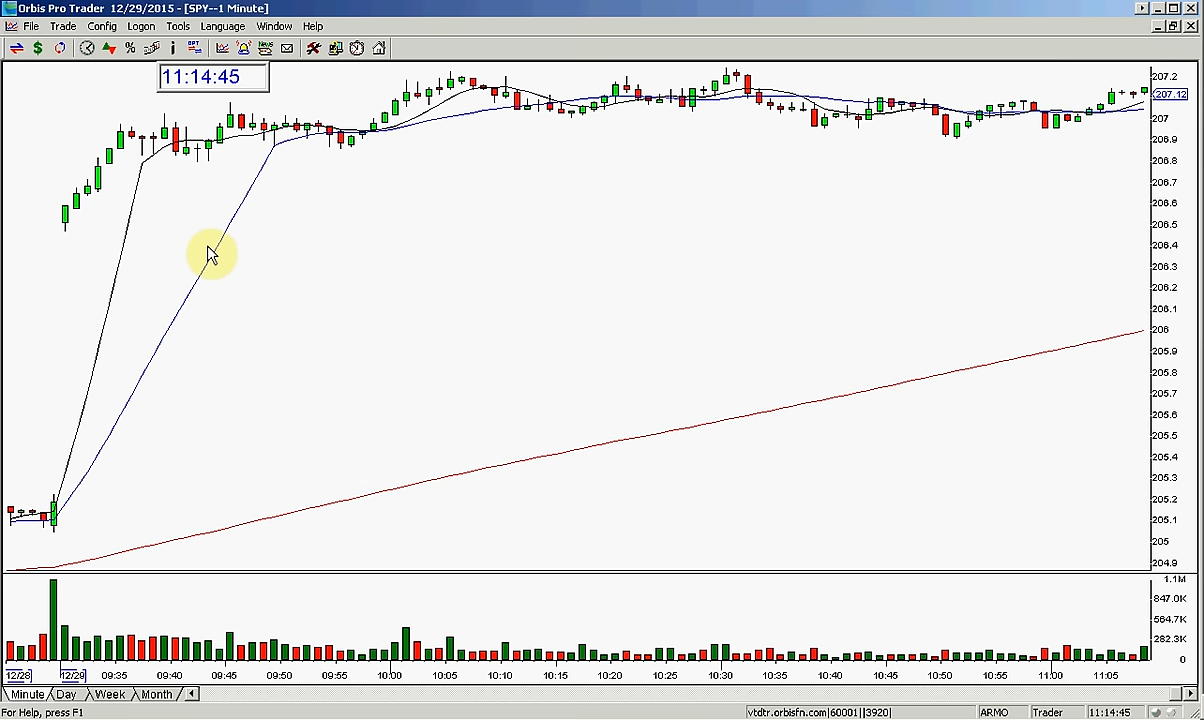 Orbis Pro Trader 12/29/2015 - [SPY--1 Minute]
File Trade Config Logon Tools Language Window Help
11:14:45
207.2
207.12
207
206.9
206.8
206.7
206.6
206.5
206.4
206.3
206.2
206.1
206
205.9
205.8
205.7
205.6
205.5
205.4
205.3
205.2
205.1
205
204.9
1.1M
847.0K
564.7K
282.3K
0
12/28 12/29 09:35 09:40 09:45 09:50 09:55 10:00 10:05 10:10 10:15 10:20 10:25 10:30 10:35 10:40 10:45 10:50 10:55 11:00 11:05
Minute Day Week Month
For Help, press F1 vtdtr.orbisfn.com|60001||3920| ARMO Trader 11:14:45